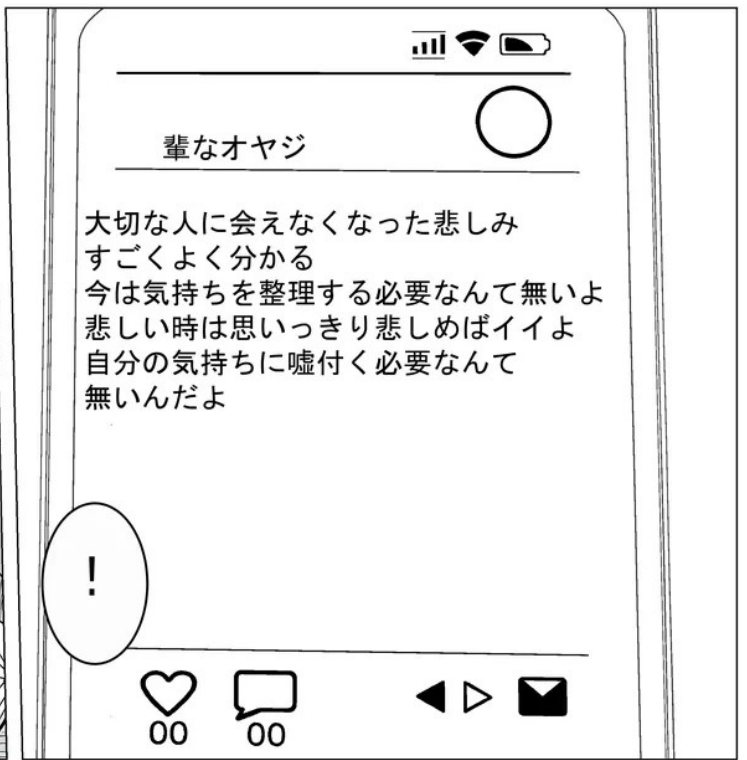 輩なオヤジ
大切な人に会えなくなった悲しみ
すごくよく分かる
今は気持ちを整理する必要なんて無いよ
悲しい時は思いっきり悲しめばイイよ
自分の気持ちに嘘付く必要なんて
無いんだよ
!
00
00